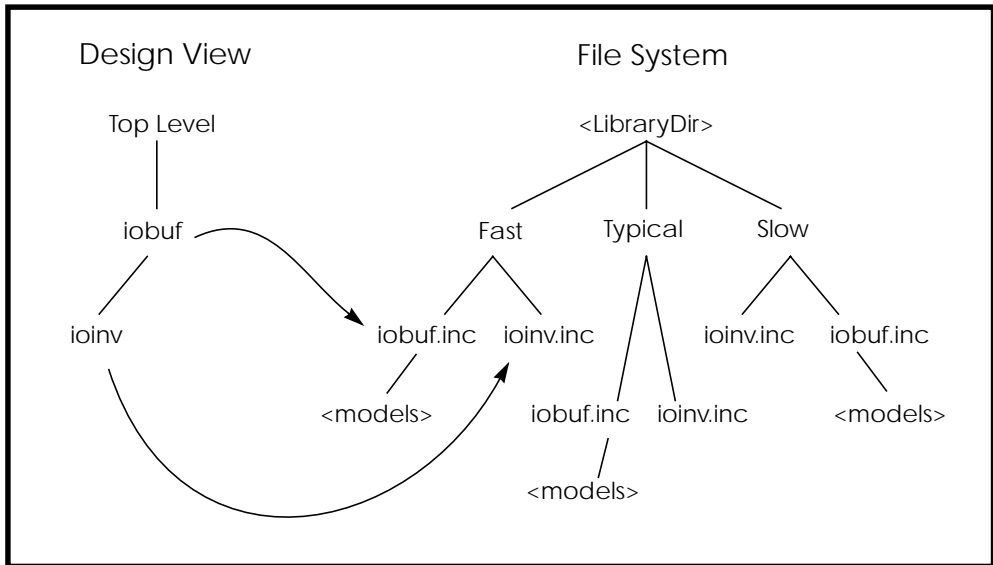 Design View
File System
Top Level
<LibraryDir>
iobuf
Fast
Typical
Slow
ioinv
iobuf.inc
ioinv.inc
ioinv.inc
iobuf.inc
<models>
iobuf.inc
ioinv.inc
<models>
<models>